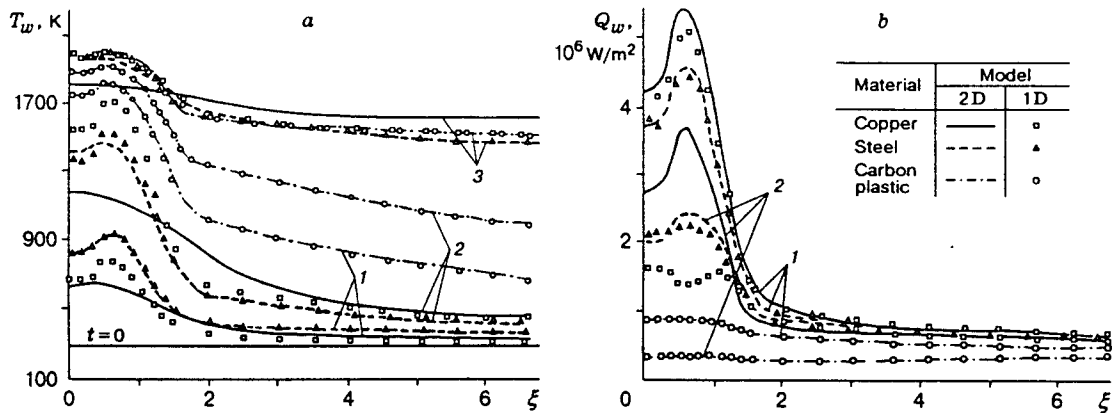 T_w, K
a
1700
900
100
t=0
3
2
1
0
2
4
6
ξ
Q_w,
10^6 W/m^2
b
4
2
0
2
1
0
2
4
6
ξ
Material
Model
2D
1D
Copper
Steel
Carbon
plastic